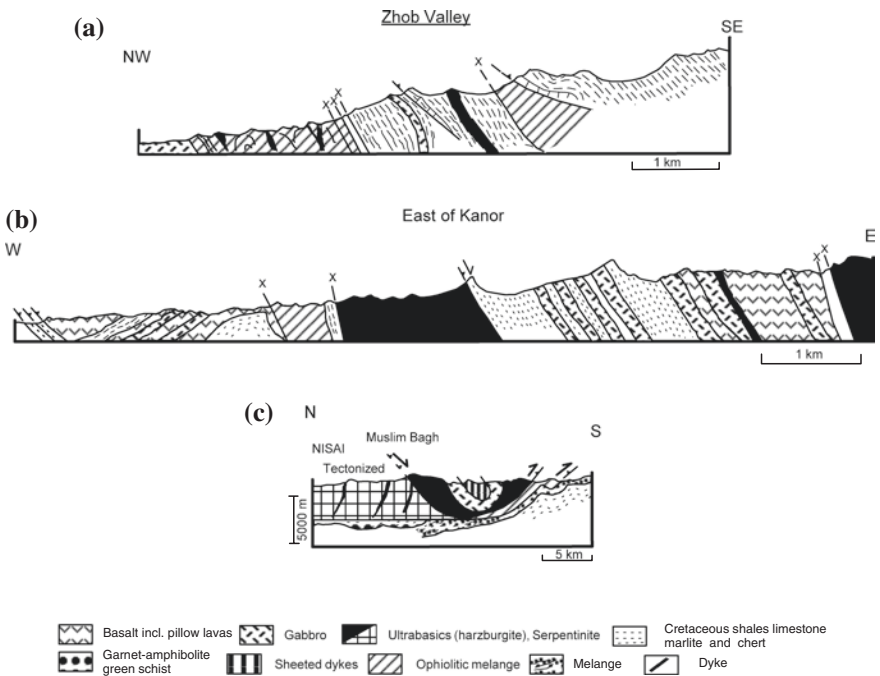 (a)
Zhob Valley
NW
SE
X
X
X
X
X
?
1 km
(b)
East of Kanor
W
E
X
X
X
X
1 km
(c)
N
S
Muslim Bagh
NISAI
Tectonized
5000 m
5 km
Basalt incl. pillow lavas
Gabbro
Ultrabasics (harzburgite), Serpentinite
Cretaceous shales limestone
marlite and chert
Garnet-amphibolite
green schist
Sheeted dykes
Ophiolitic melange
Melange
Dyke